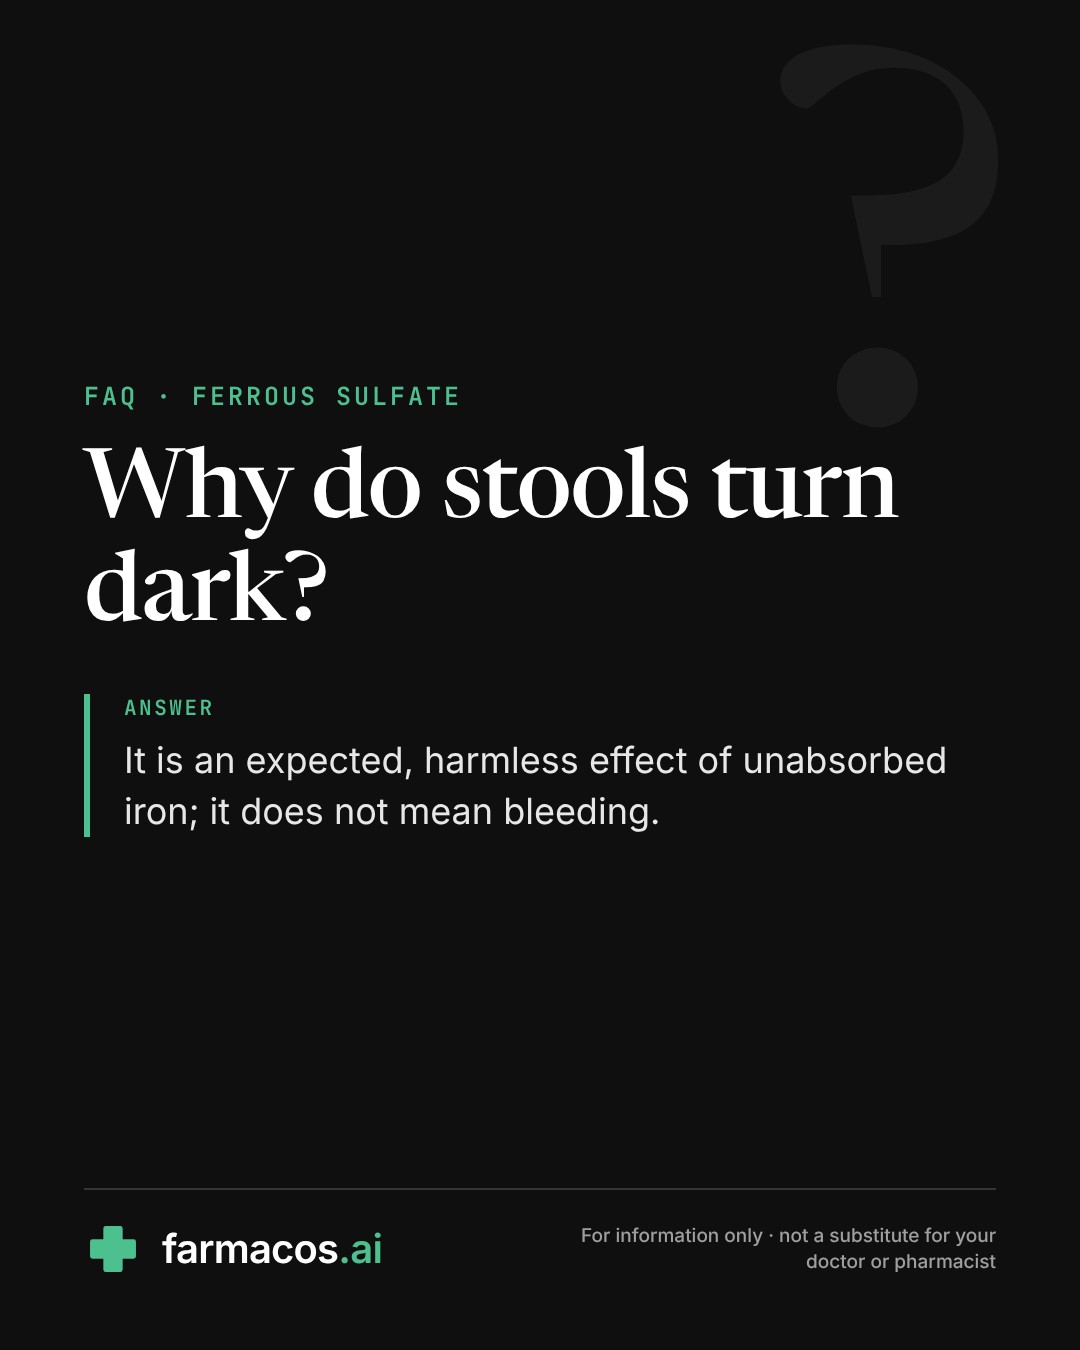 FAQ · FERROUS SULFATE
Why do stools turn
dark?
ANSWER
It is an expected, harmless effect of unabsorbed
iron; it does not mean bleeding.
farmacos.ai
For information only · not a substitute for your
doctor or pharmacist